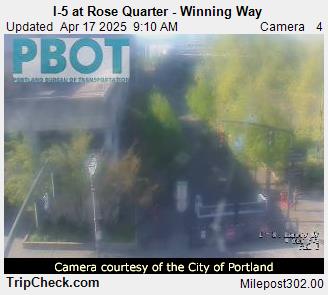 I-5 at Rose Quarter - Winning Way
Updated Apr 17 2025 9:10 AM Camera 4
PBOT
PORTLAND BUREAU OF TRANSPORTATION
Camera courtesy of the City of Portland
TripCheck.com Milepost302.00